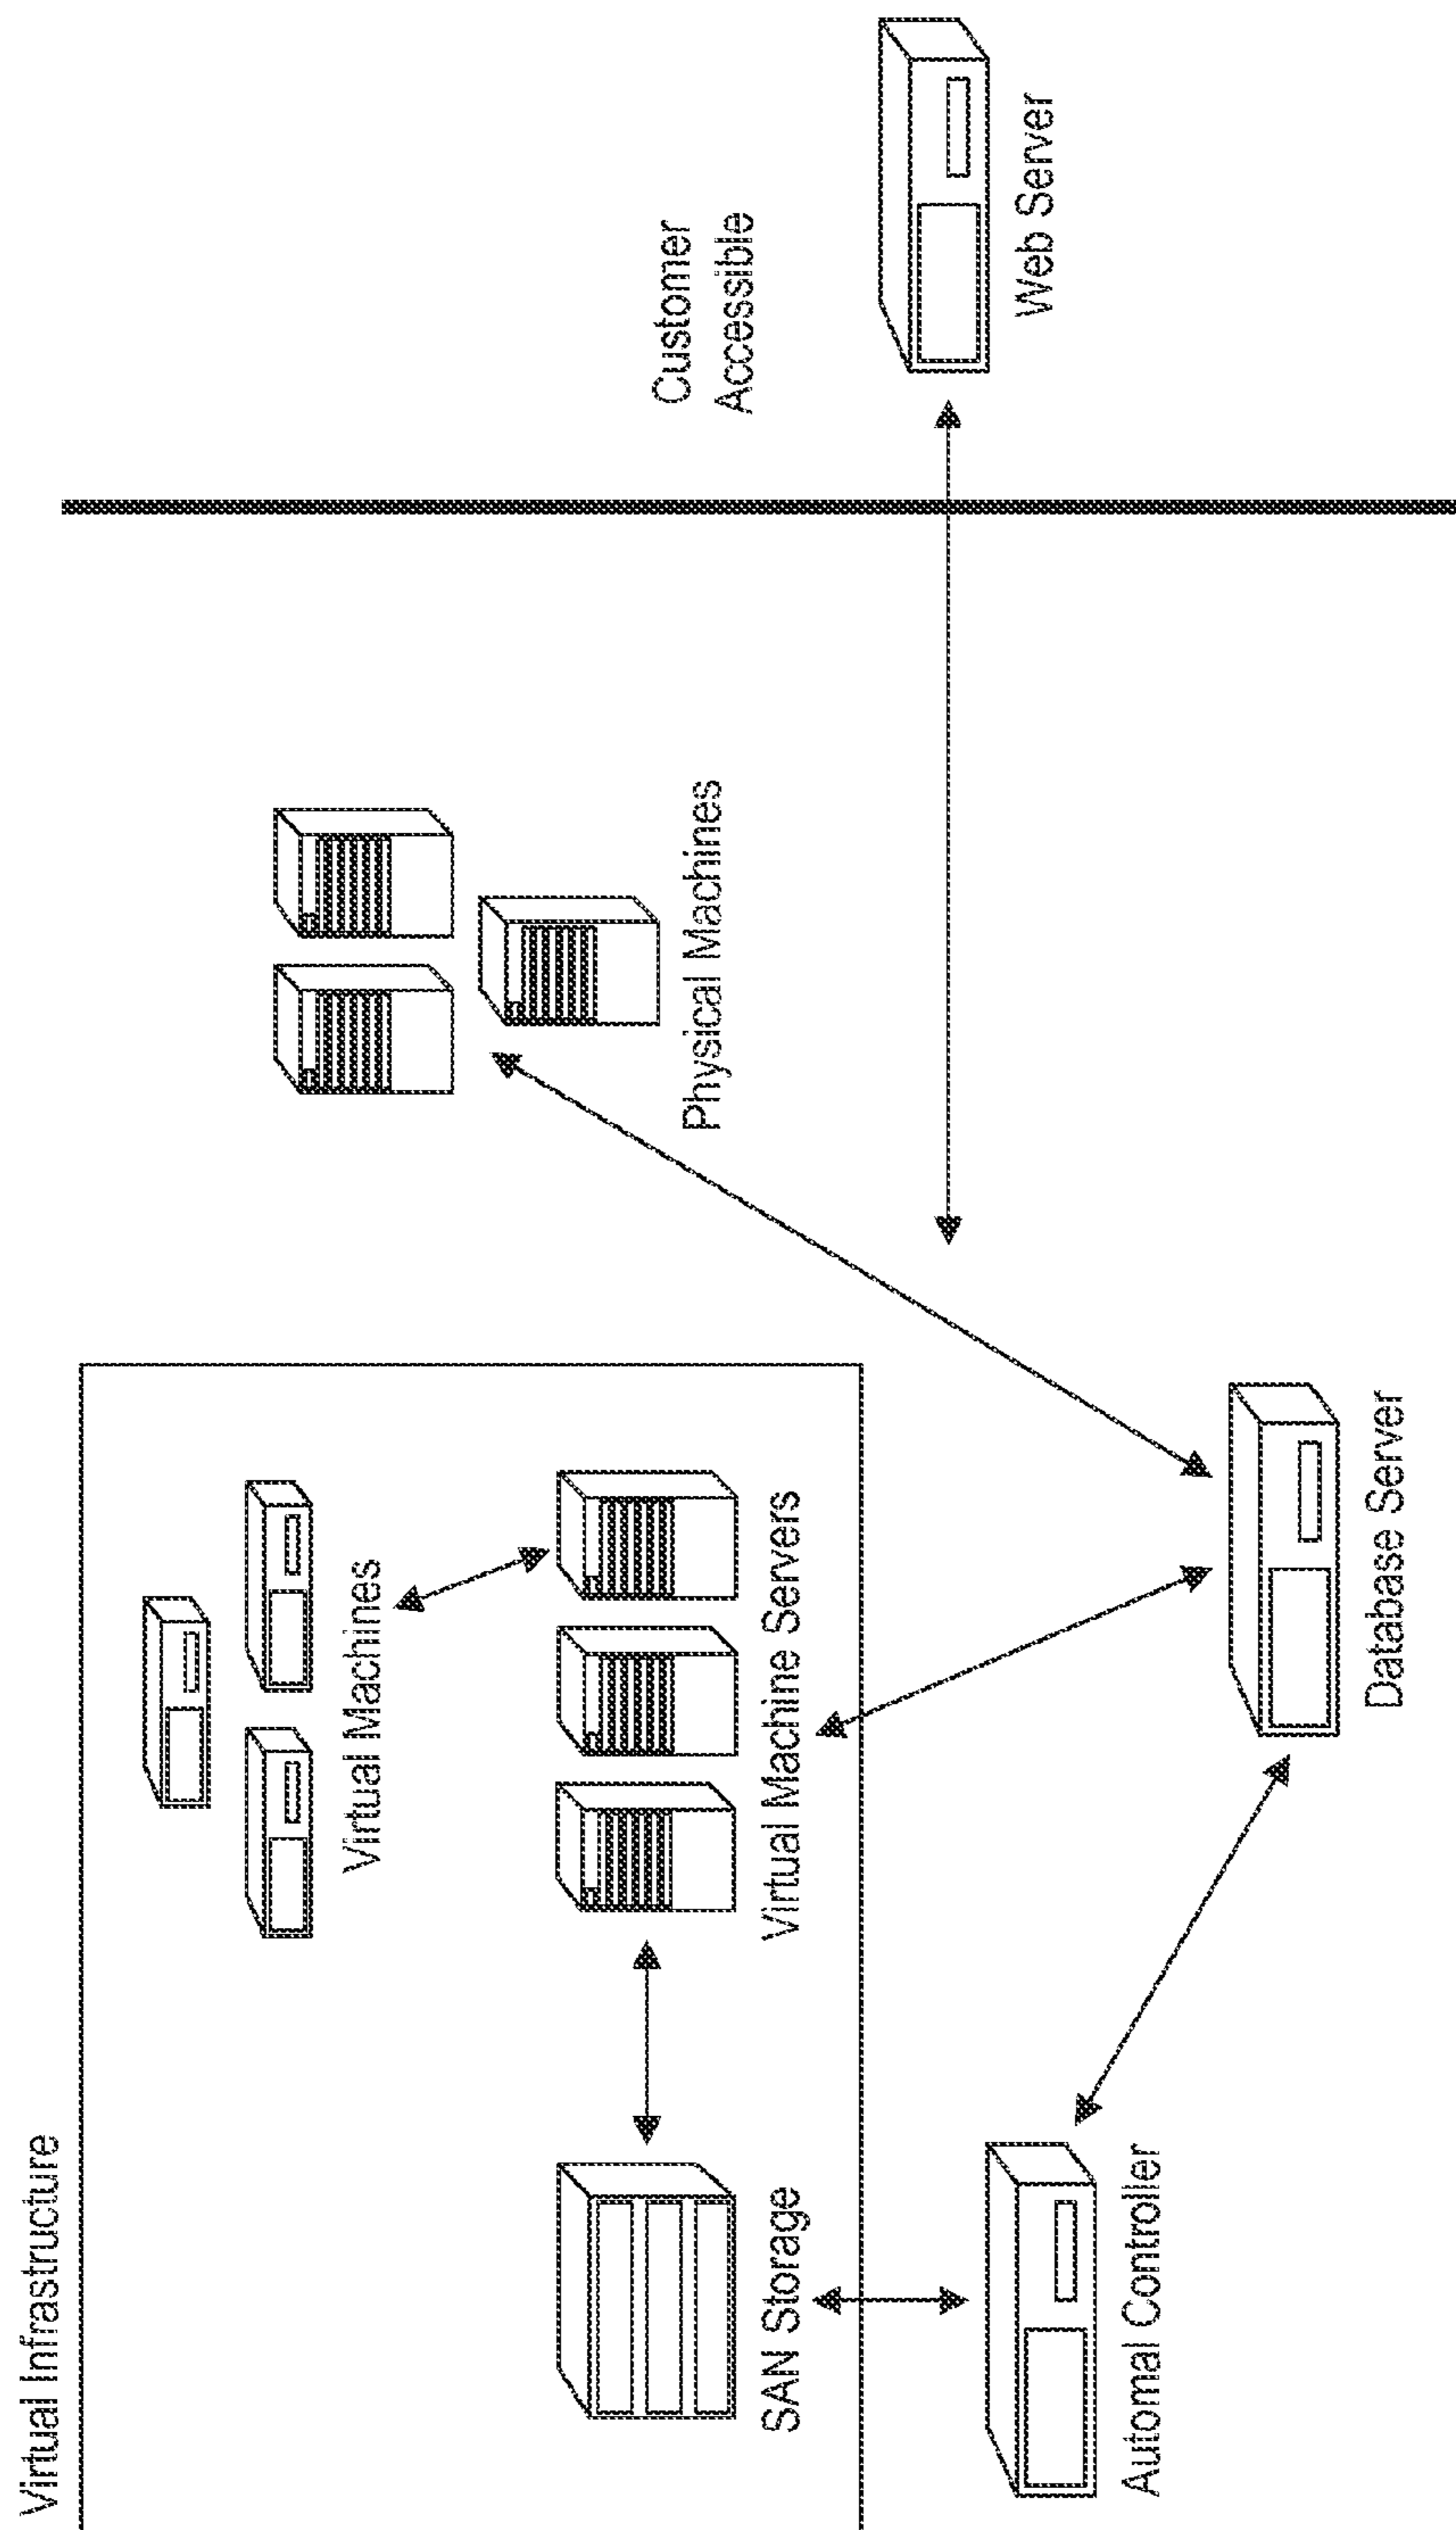 Virtual Infrastructure
Virtual Machines
SAN Storage
Virtual Machine Servers
Physical Machines
Customer
Accessible
Automal Controller
Database Server
Web Server